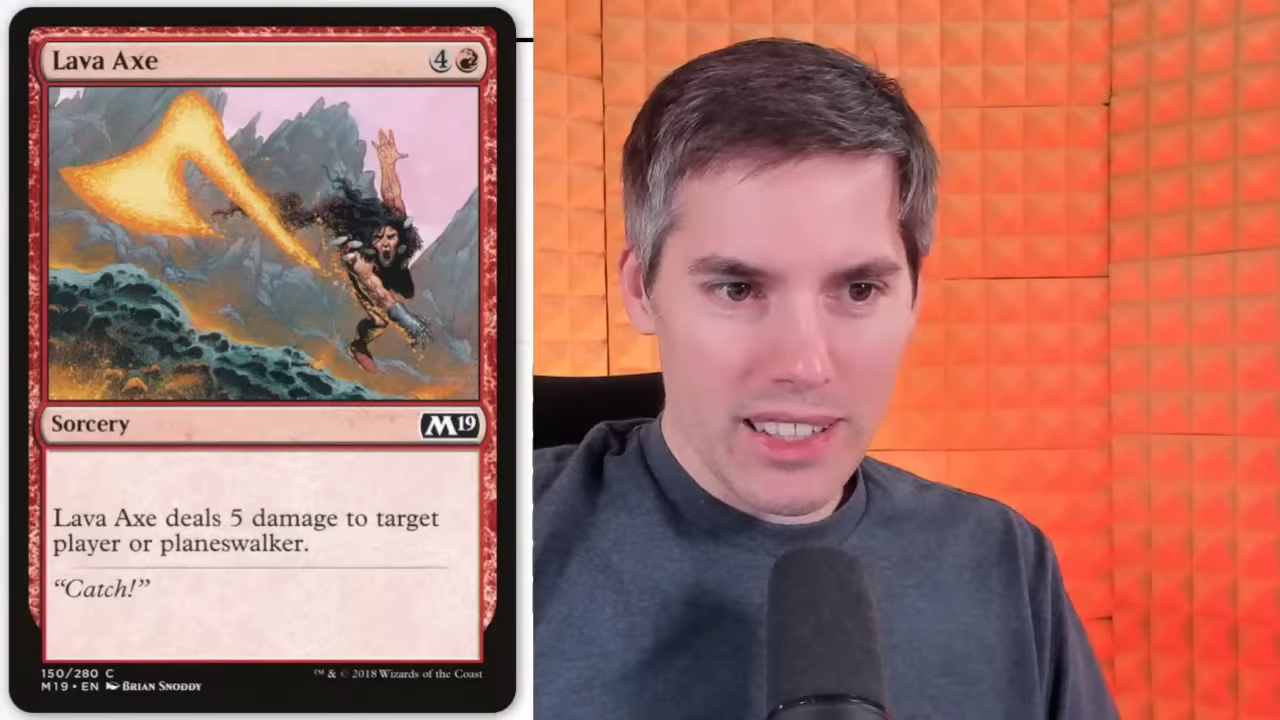 Lava Axe 4
Sorcery M19
Lava Axe deals 5 damage to target
player or planeswalker.
“Catch!”
150/280 C ™ & © 2018 Wizards of the Coast
M19 • EN Brian Snoddy